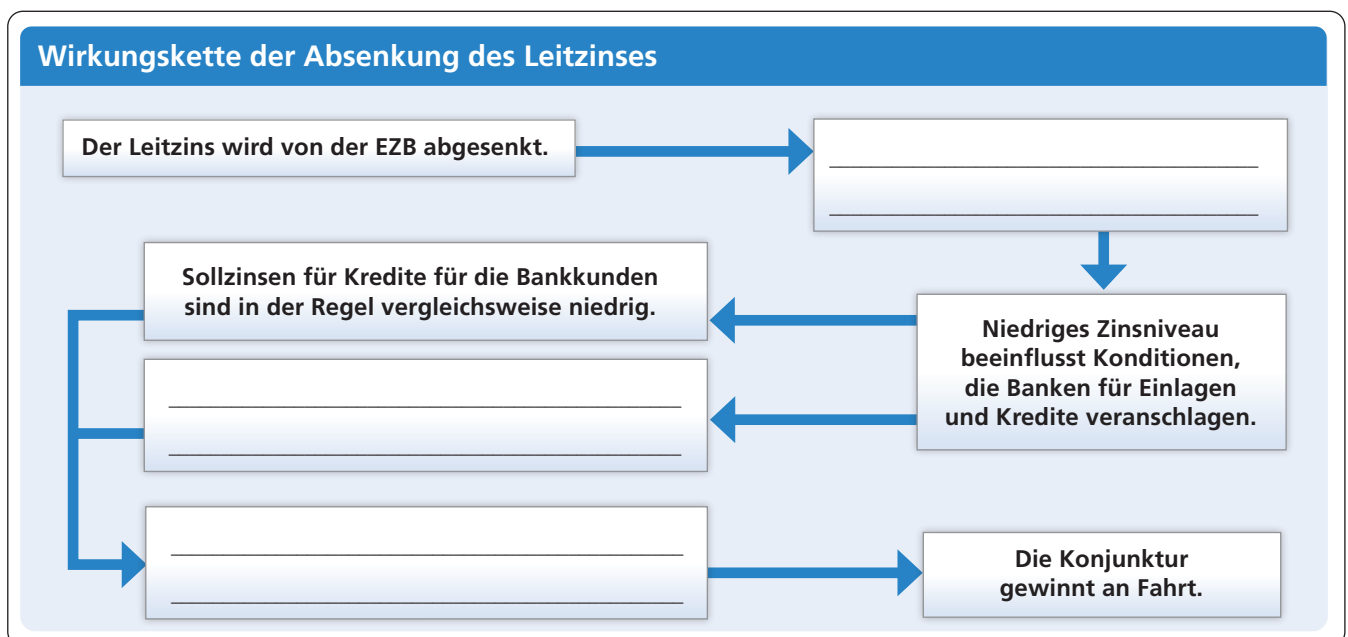 Wirkungskette der Absenkung des Leitzinses
Der Leitzins wird von der EZB abgesenkt.
Sollzinsen für Kredite für die Bankkunden
sind in der Regel vergleichsweise niedrig.
Niedriges Zinsniveau
beeinflusst Konditionen,
die Banken für Einlagen
und Kredite veranschlagen.
Die Konjunktur
gewinnt an Fahrt.